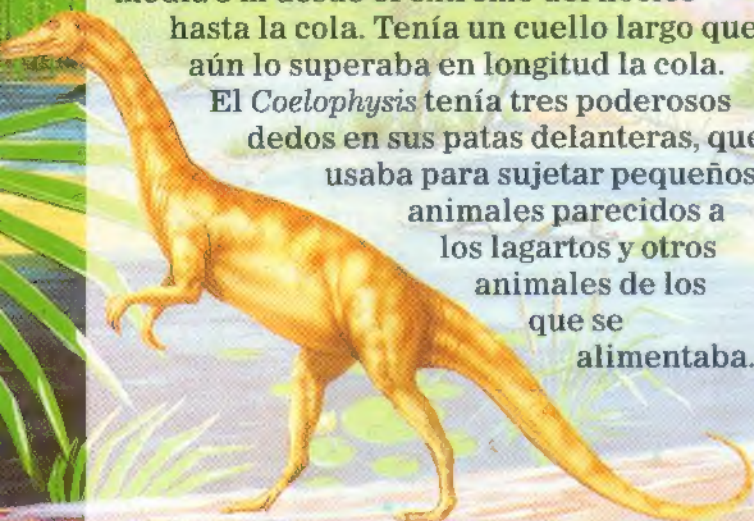 hasta la cola. Tenía un cuello largo que
aún lo superaba en longitud la cola.
El Coelophysis tenía tres poderosos
dedos en sus patas delanteras, que
usaba para sujetar pequeños
animales parecidos a
los lagartos y otros
animales de los
que se
alimentaba.